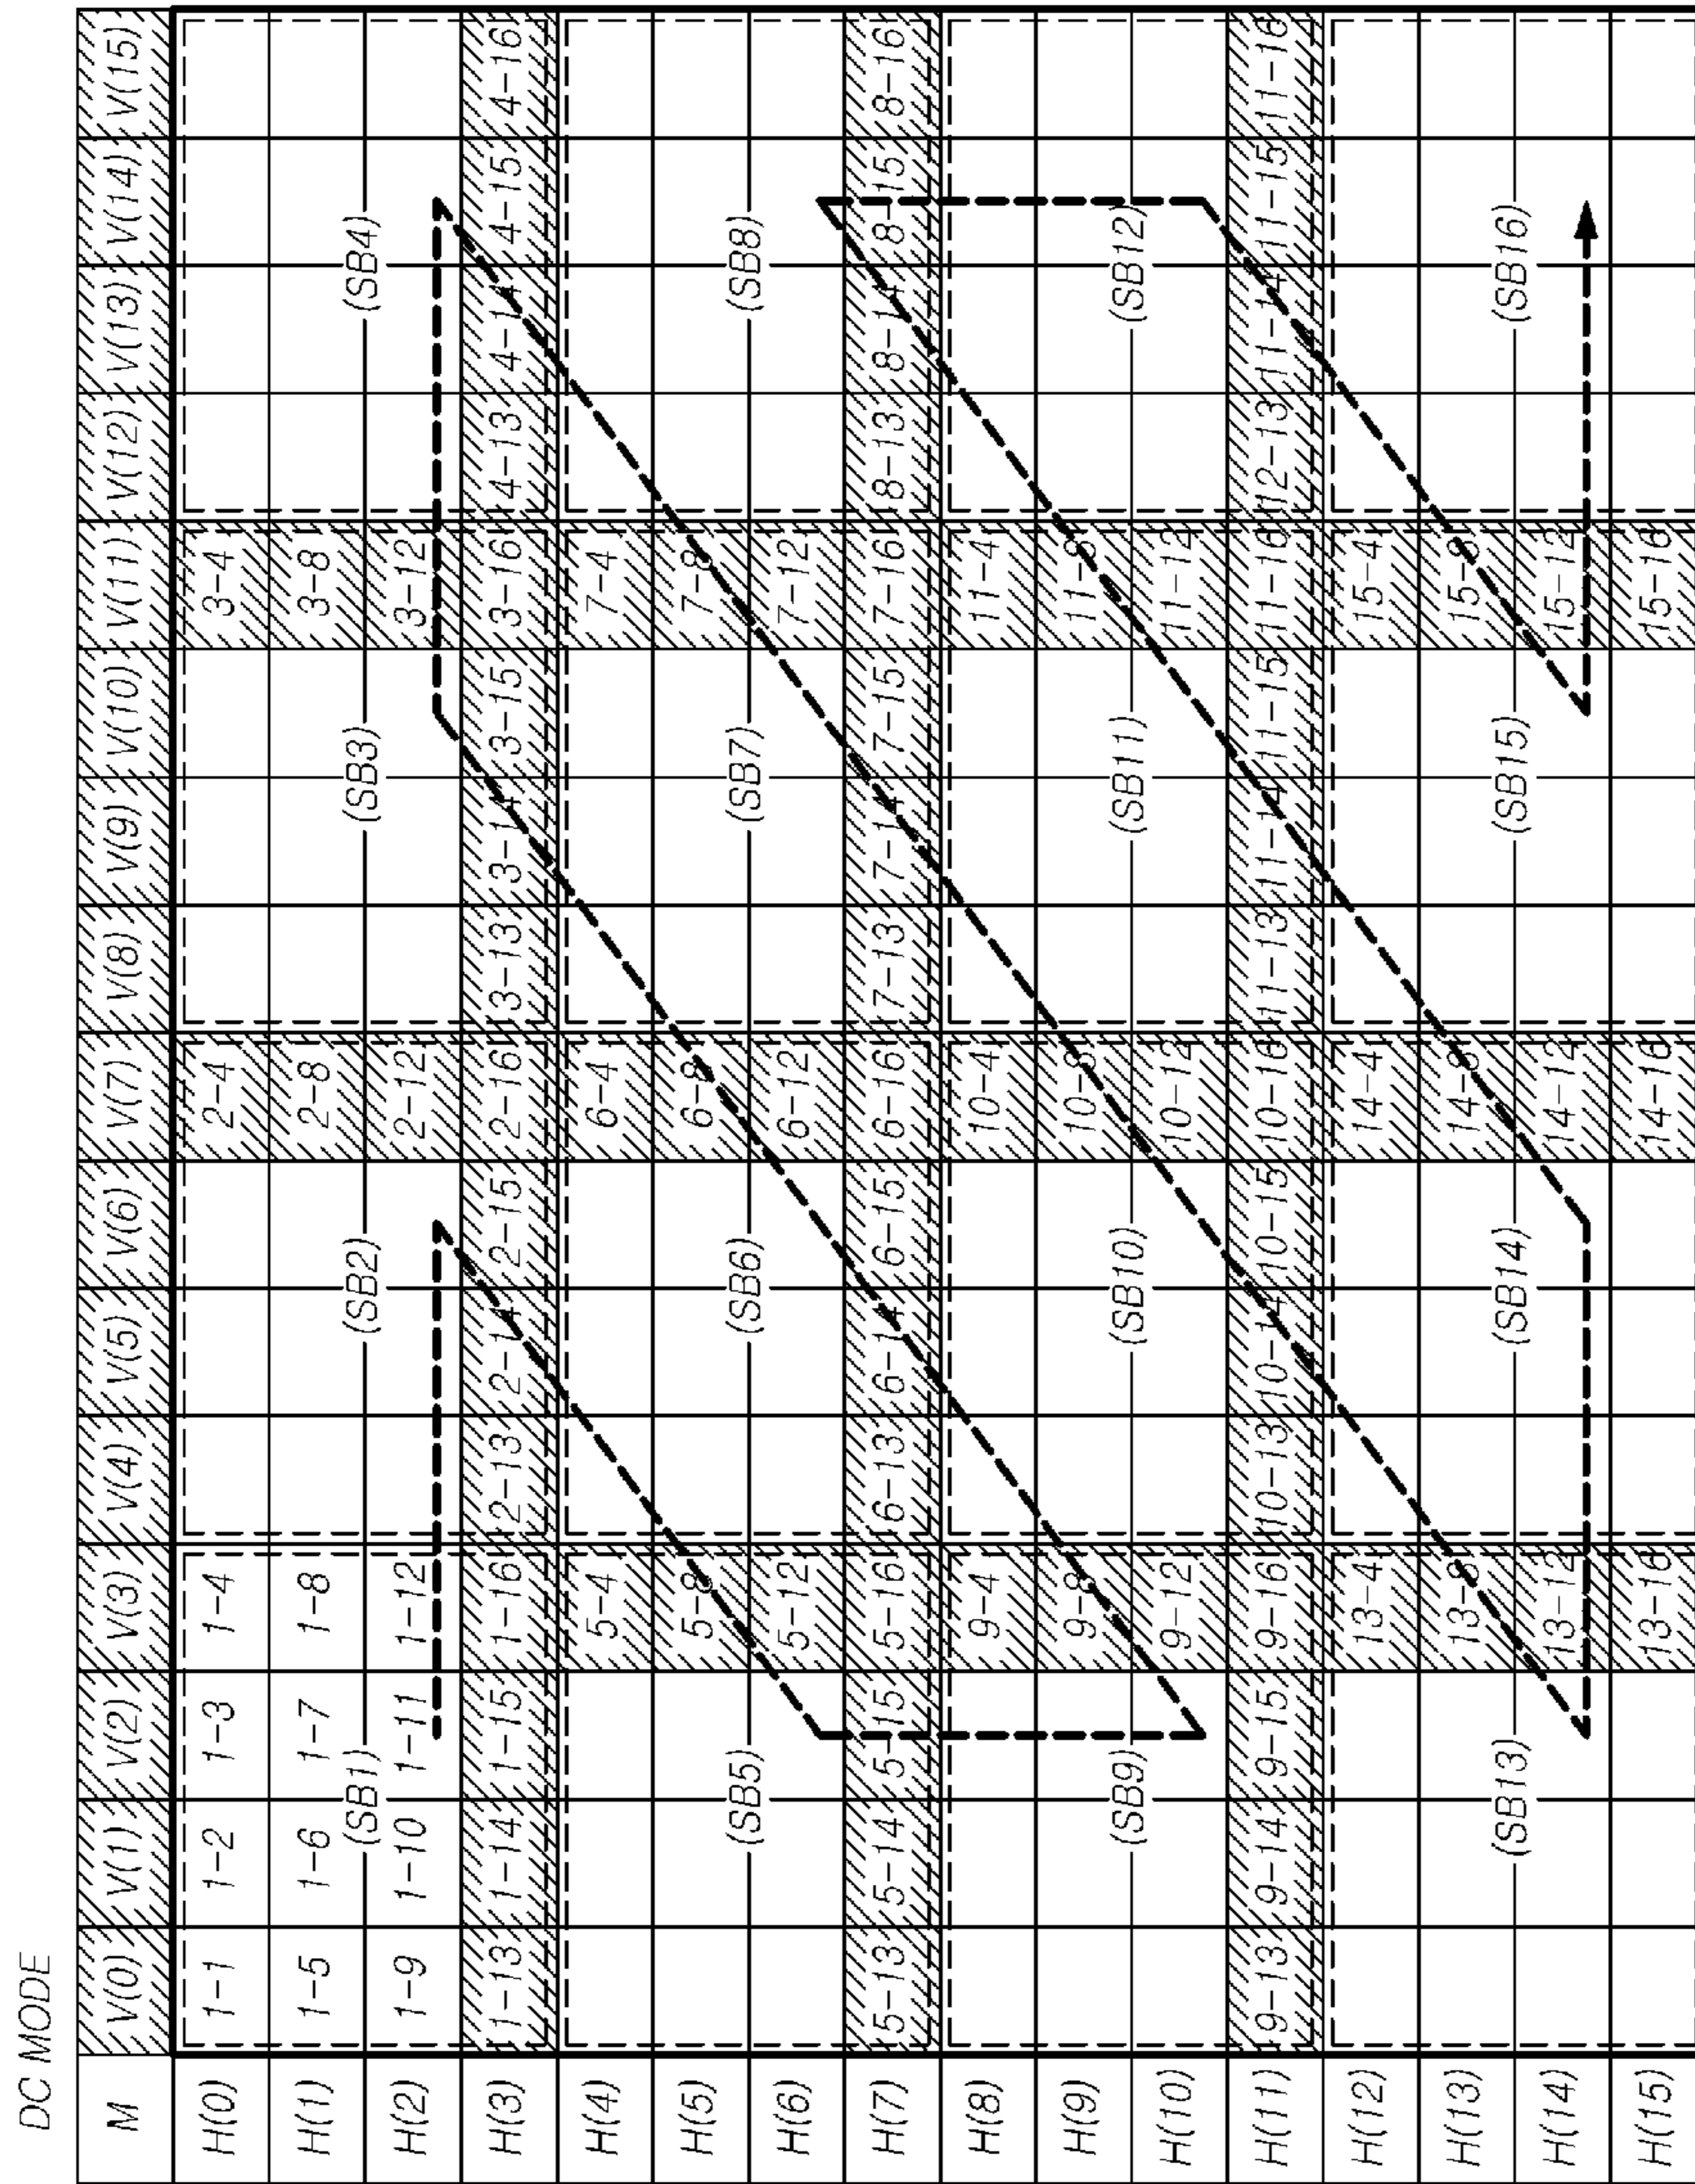 DC MODE
M V(0) V(1) V(2) V(3) V(4) V(5) V(6) V(7) V(8) V(9) V(10) V(11) V(12) V(13) V(14) V(15)
H(0) 1-1 1-2 1-3 1-4 2-4 3-4
H(1) 1-5 1-6 1-7 1-8 2-8 3-8
(SB1) (SB2) (SB3) (SB4)
H(2) 1-9 1-10 1-11 1-12 2-12 3-12
H(3) 1-13 1-14 1-15 1-16 2-13 2-14 2-15 2-16 3-13 3-14 3-15 3-16 4-13 4-14 4-15 4-16
H(4) 5-4 6-4 7-4
H(5) 5-8 6-8 7-8
(SB5) (SB6) (SB7) (SB8)
H(6) 5-12 6-12 7-12
H(7) 5-13 5-14 5-15 5-16 6-13 6-14 6-15 6-16 7-13 7-14 7-15 7-16 8-13 8-14 8-15 8-16
H(8) 9-4 10-4 11-4
H(9) 9-8 10-8 11-8
(SB9) (SB10) (SB11) (SB12)
H(10) 9-12 10-12 11-12
H(11) 9-13 9-14 9-15 9-16 10-13 10-14 10-15 10-16 11-13 11-14 11-15 11-16 12-13 11-14 11-15 11-16
H(12) 13-4 14-4 15-4
H(13) 13-8 14-8 15-8
(SB13) (SB14) (SB15) (SB16)
H(14) 13-12 14-12 15-12
H(15) 13-16 14-16 15-16